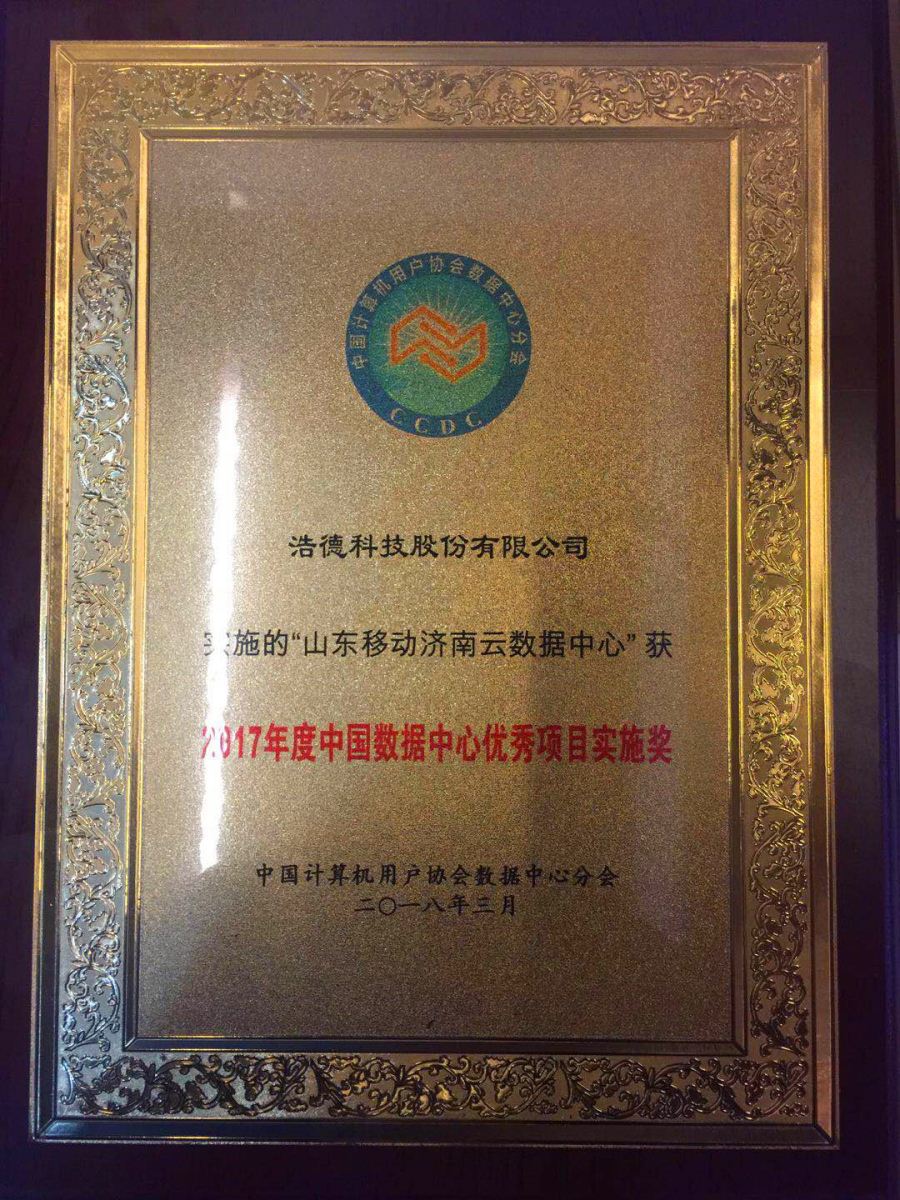 中国计算机用户协会数据中心分会
CCDC
浩德科技股份有限公司
实施的“山东移动济南云数据中心”获
2017年度中国数据中心优秀项目实施奖
中国计算机用户协会数据中心分会
二〇一八年三月